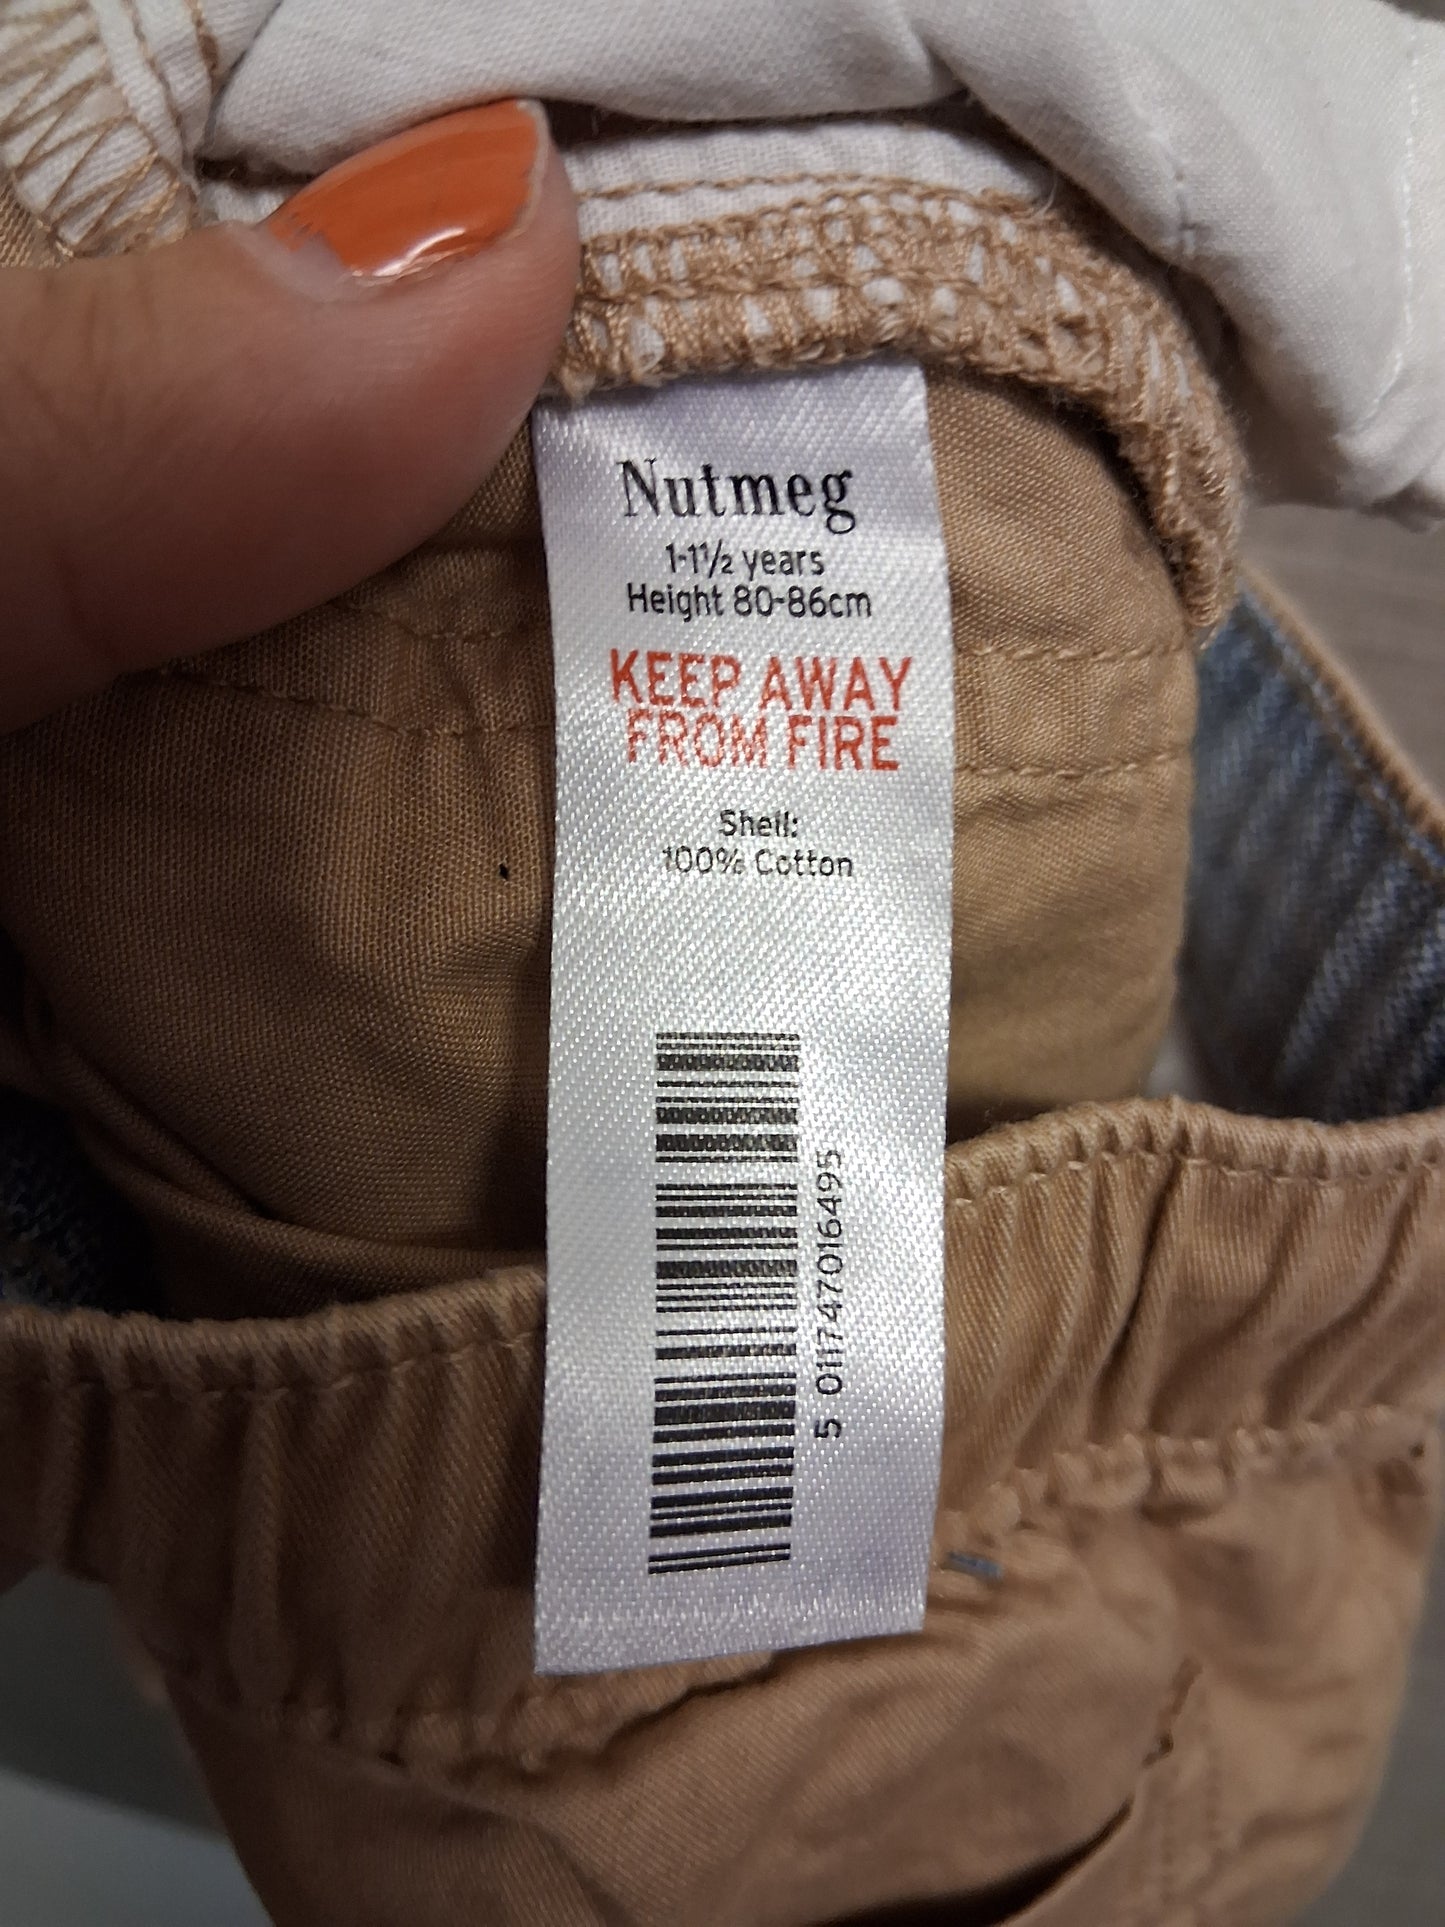 Nutmeg
1-1½ years
Height 80-86cm
KEEP AWAY
FROM FIRE
Shell:
100% Cotton
5 011747016495